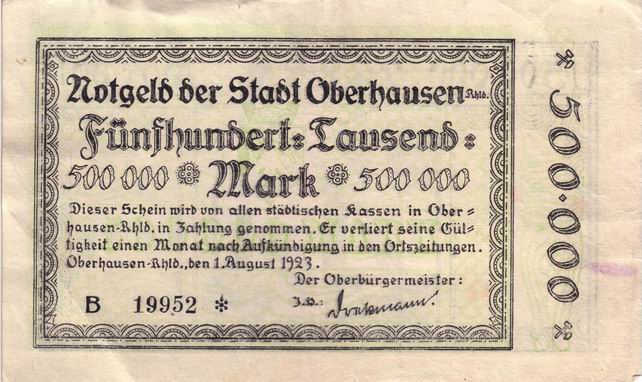 Notgeld der Stadt Oberhausen Rhld.
Fünfhundert=Tausend=
500 000 Mark 500 000
Dieser Schein wird von allen städtischen Kassen in Ober=
hausen-Rhld. in Zahlung genommen. Er verliert seine Gül=
tigkeit einen Monat nach Aufkündigung in den Ortszeitungen.
Oberhausen-Rhld., den 1. August 1923.
Der Oberbürgermeister:
B 19952 * J.V.:
500.000